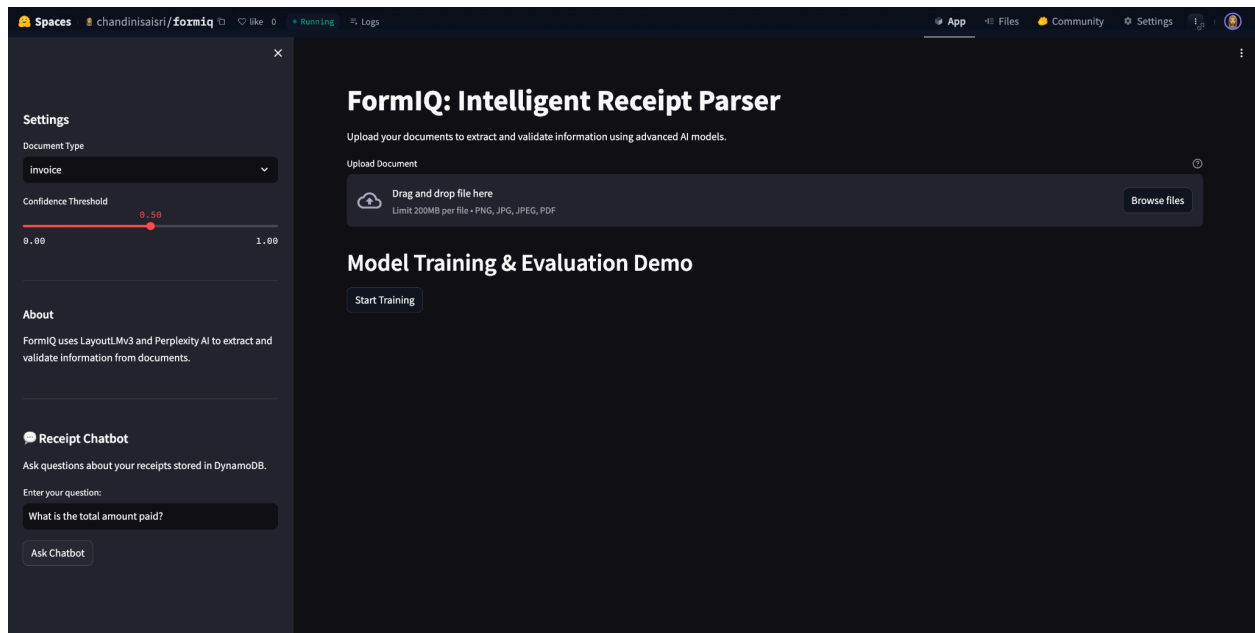 Spaces chandinisaisri/formiq like 0 Running Logs App Files Community Settings
Settings
Document Type
invoice
Confidence Threshold
0.50
0.00 1.00
About
FormIQ uses LayoutLMv3 and Perplexity AI to extract and
validate information from documents.
💬 Receipt Chatbot
Ask questions about your receipts stored in DynamoDB.
Enter your question:
What is the total amount paid?
Ask Chatbot
FormIQ: Intelligent Receipt Parser
Upload your documents to extract and validate information using advanced AI models.
Upload Document
Drag and drop file here
Limit 200MB per file • PNG, JPG, JPEG, PDF
Browse files
Model Training & Evaluation Demo
Start Training